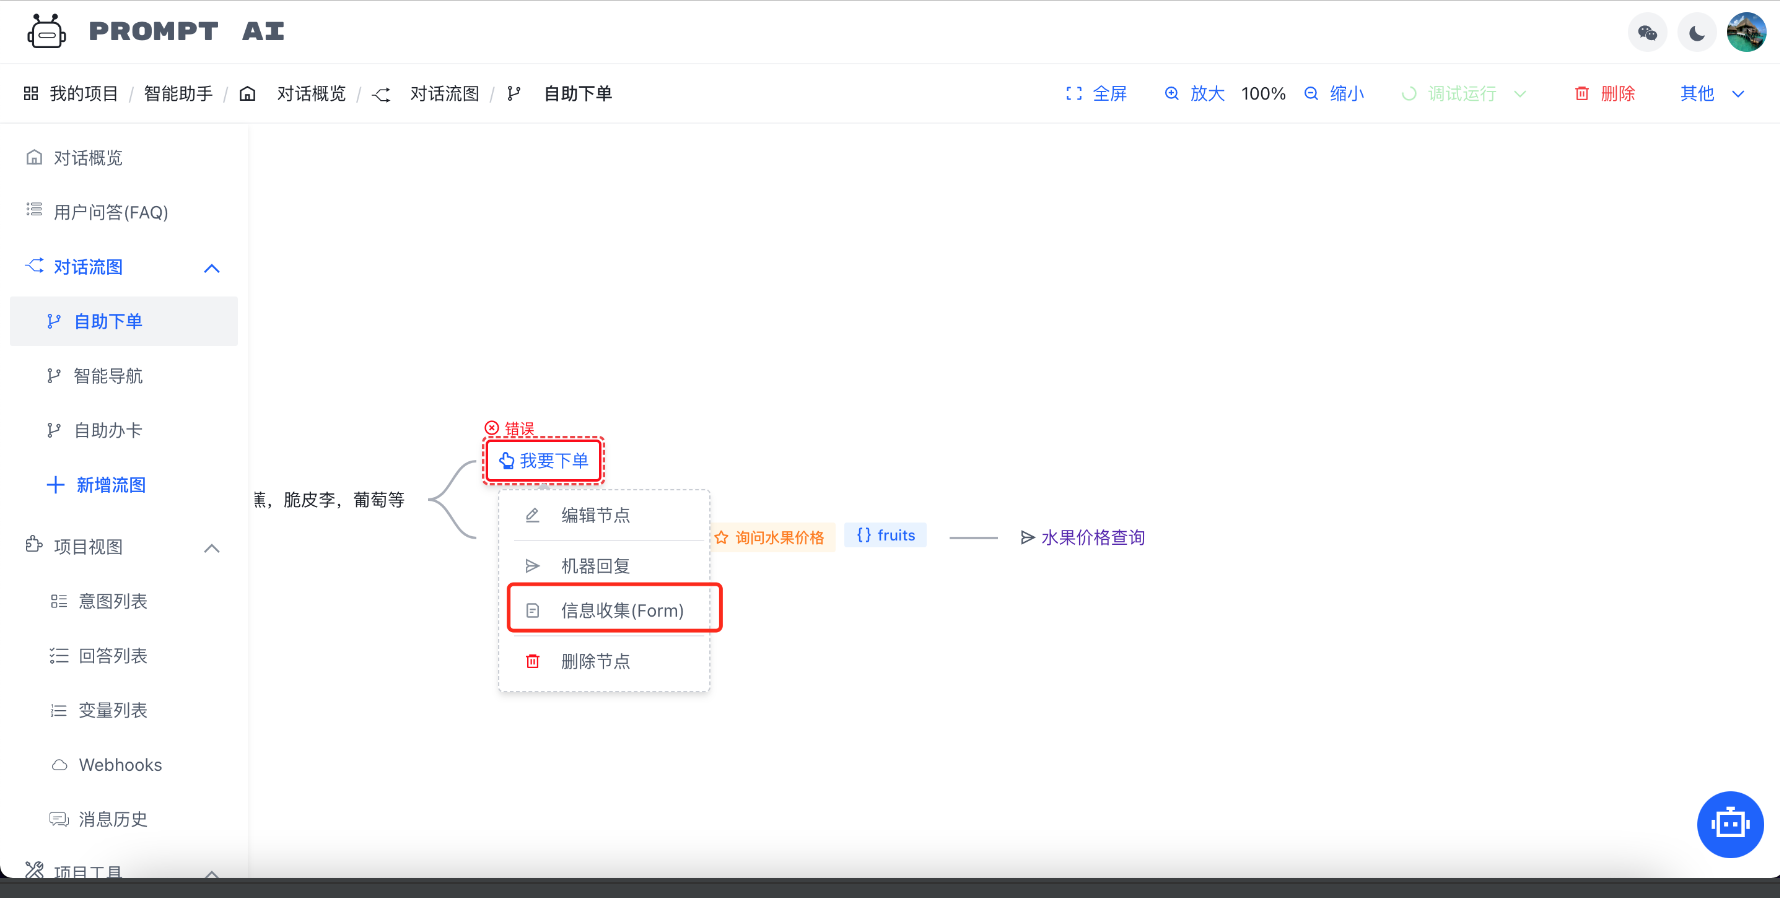 PROMPT AI
我的项目 / 智能助手 / 对话概览 / 对话流图 / 自助下单
全屏 放大 100% 缩小 调试运行 删除 其他
对话概览
用户问答(FAQ)
对话流图
自助下单
智能导航
自助办卡
新增流图
项目视图
意图列表
回答列表
变量列表
Webhooks
消息历史
项目工具
错误
我要下单
蕉，脆皮李，葡萄等
编辑节点
机器回复
信息收集(Form)
删除节点
询问水果价格 {} fruits 水果价格查询